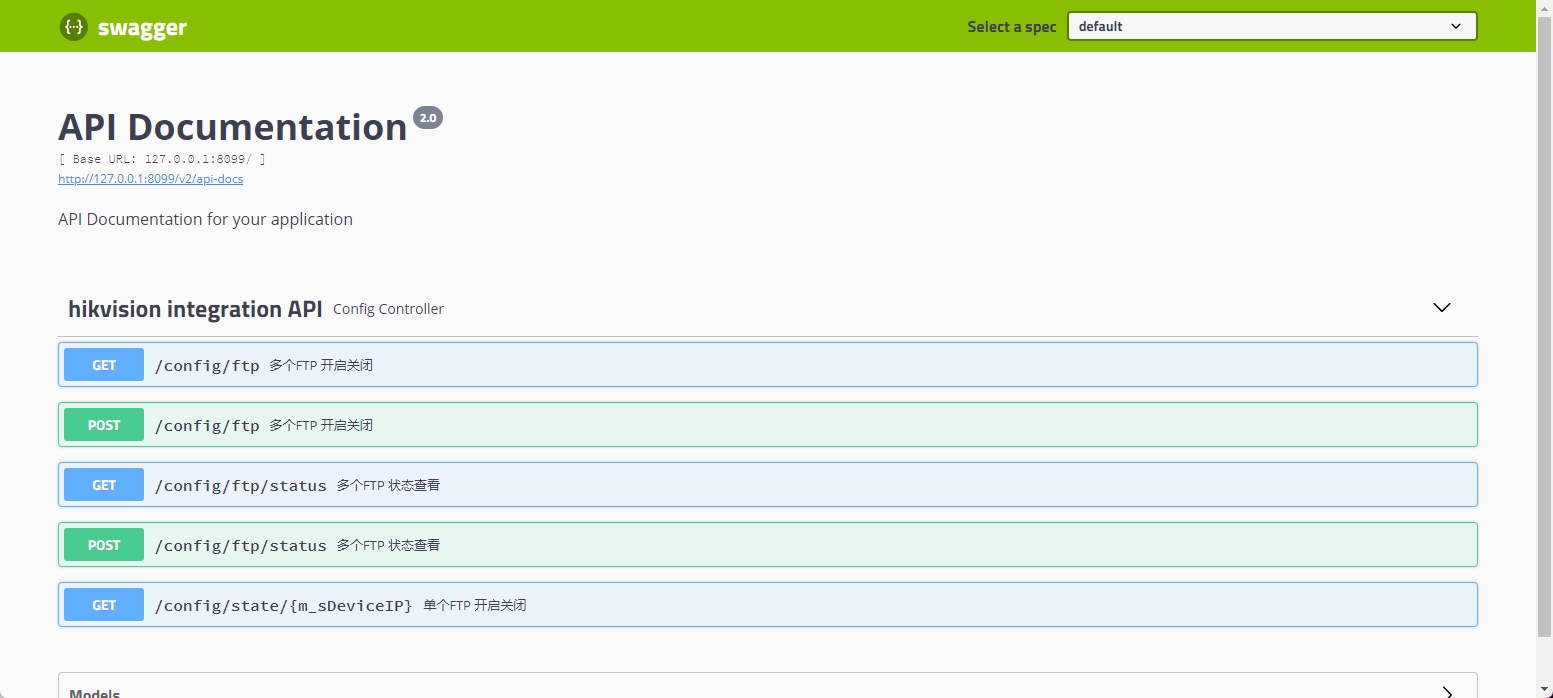 {···} swagger
Select a spec default
API Documentation 2.0
[ Base URL: 127.0.0.1:8099/ ]
http://127.0.0.1:8099/v2/api-docs
API Documentation for your application
hikvision integration API Config Controller
GET /config/ftp 多个FTP 开启关闭
POST /config/ftp 多个FTP 开启关闭
GET /config/ftp/status 多个FTP 状态查看
POST /config/ftp/status 多个FTP 状态查看
GET /config/state/{m_sDeviceIP} 单个FTP 开启关闭
Models